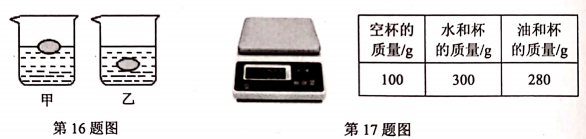 甲
乙
第16题图
第17题图
空杯的质量/g
水和杯的质量/g
油和杯的质量/g
100
300
280